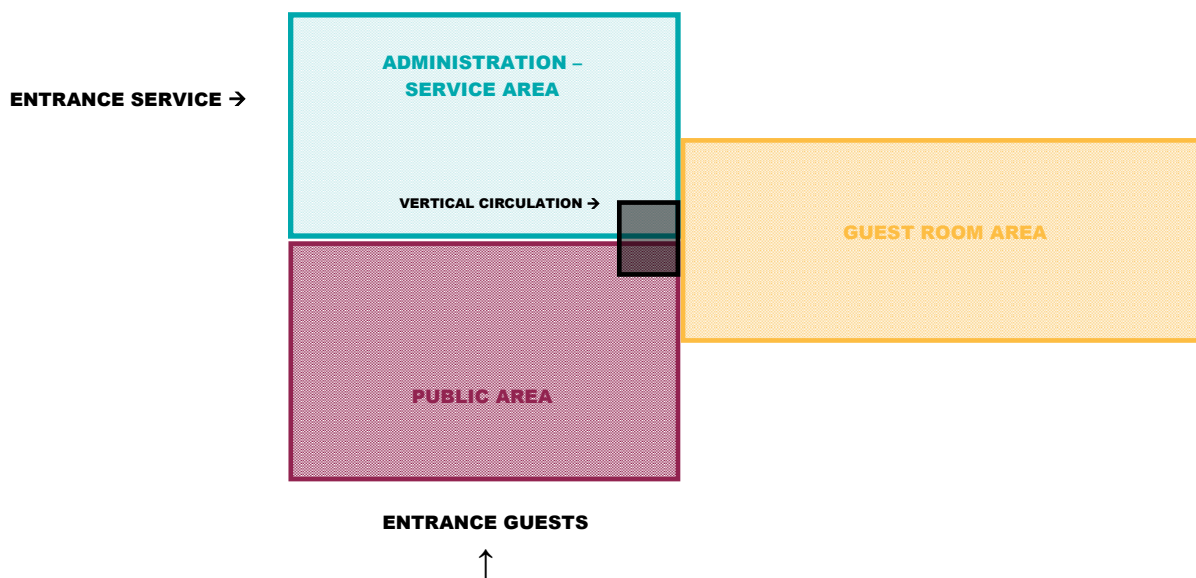 ADMINISTRATION –
SERVICE AREA
ENTRANCE SERVICE →
VERTICAL CIRCULATION →
GUEST ROOM AREA
PUBLIC AREA
ENTRANCE GUESTS
↑